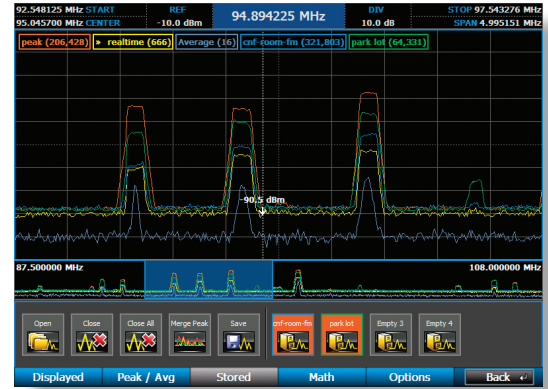 92.548125 MHz START REF 94.894225 MHz DIV STOP 97.543276 MHz
95.045700 MHz CENTER -10.0 dBm 10.0 dB SPAN 4.995151 MHz
peak (206,428) » realtime (666) Average (16) cnf-room-fm (321,803) park lot (64,331)
-90.5 dBm
87.500000 MHz 108.000000 MHz
Open Close Close All Merge Peak Save cnf-room-fm park lot Empty 3 Empty 4
Displayed Peak / Avg Stored Math Options Back ↵